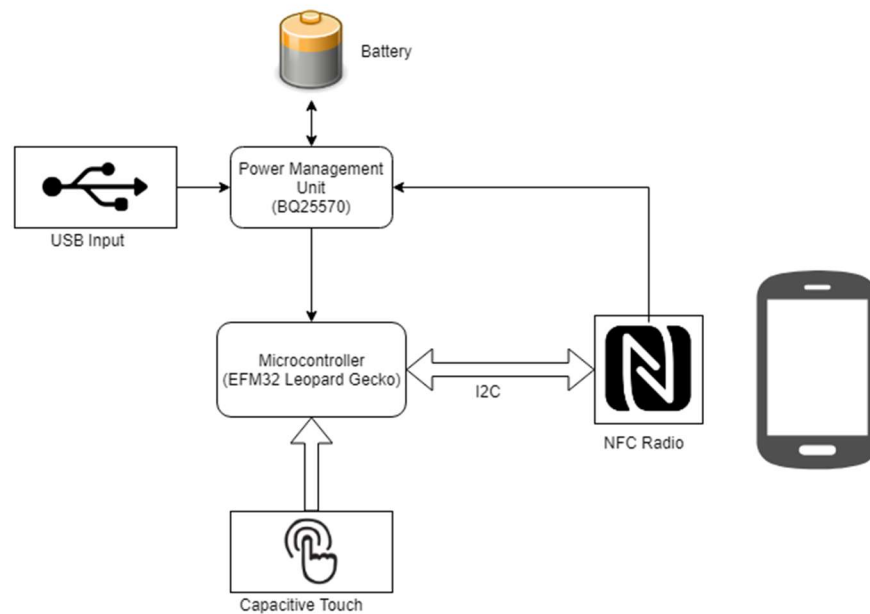 Battery
Power Management
Unit
(BQ25570)
USB Input
Microcontroller
(EFM32 Leopard Gecko)
I2C
NFC Radio
Capacitive Touch